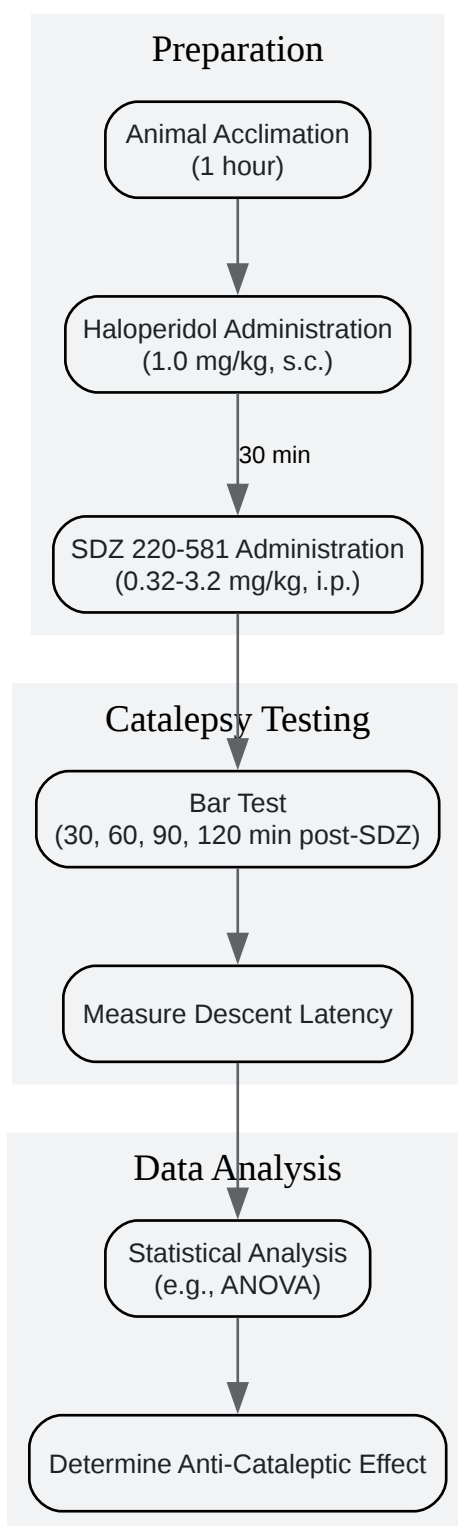 Preparation
Animal Acclimation
(1 hour)
Haloperidol Administration
(1.0 mg/kg, s.c.)
30 min
SDZ 220-581 Administration
(0.32-3.2 mg/kg, i.p.)
Catalepsy Testing
Bar Test
(30, 60, 90, 120 min post-SDZ)
Measure Descent Latency
Data Analysis
Statistical Analysis
(e.g., ANOVA)
Determine Anti-Cataleptic Effect